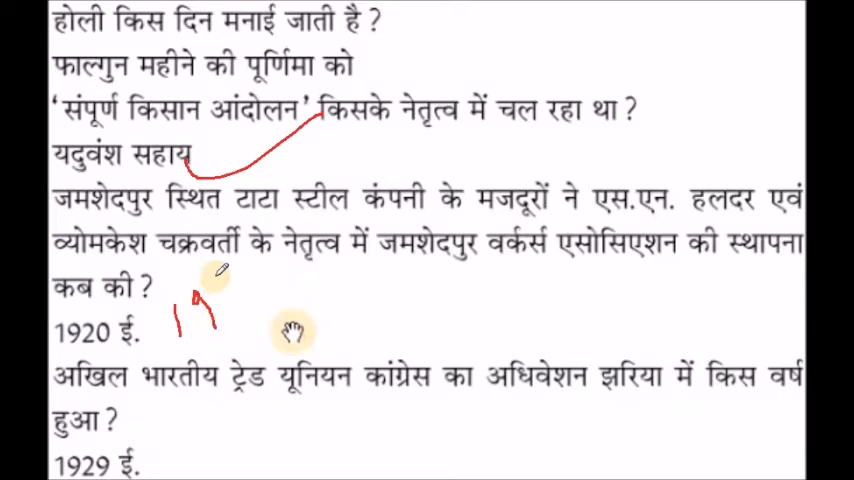 होली किस दिन मनाई जाती है?
फाल्गुन महीने की पूर्णिमा को
‘संपूर्ण किसान आंदोलन’ किसके नेतृत्व में चल रहा था?
यदुवंश सहाय
जमशेदपुर स्थित टाटा स्टील कंपनी के मजदूरों ने एस.एन. हलदर एवं
व्योमकेश चक्रवर्ती के नेतृत्व में जमशेदपुर वर्कर्स एसोसिएशन की स्थापना
कब की?
19
1920 ई.
अखिल भारतीय ट्रेड यूनियन कांग्रेस का अधिवेशन झरिया में किस वर्ष
हुआ?
1929 ई.